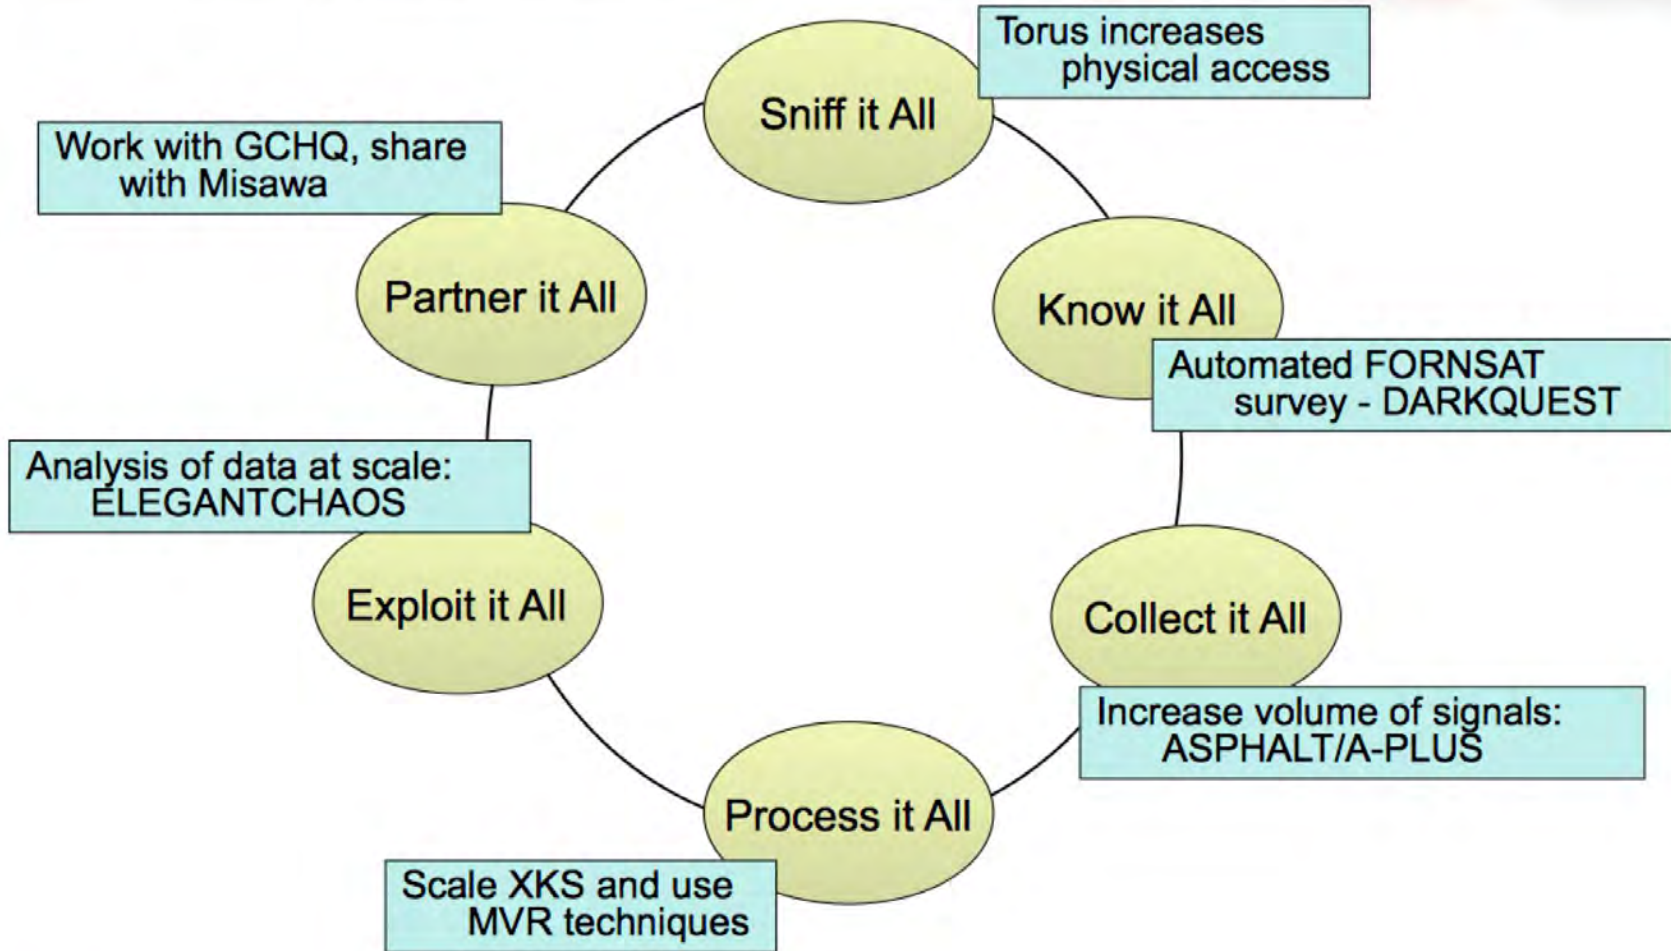 Sniff it All
Torus increases
physical access
Know it All
Automated FORNSAT
survey - DARKQUEST
Collect it All
Increase volume of signals:
ASPHALT/A-PLUS
Process it All
Scale XKS and use
MVR techniques
Exploit it All
Analysis of data at scale:
ELEGANTCHAOS
Partner it All
Work with GCHQ, share
with Misawa